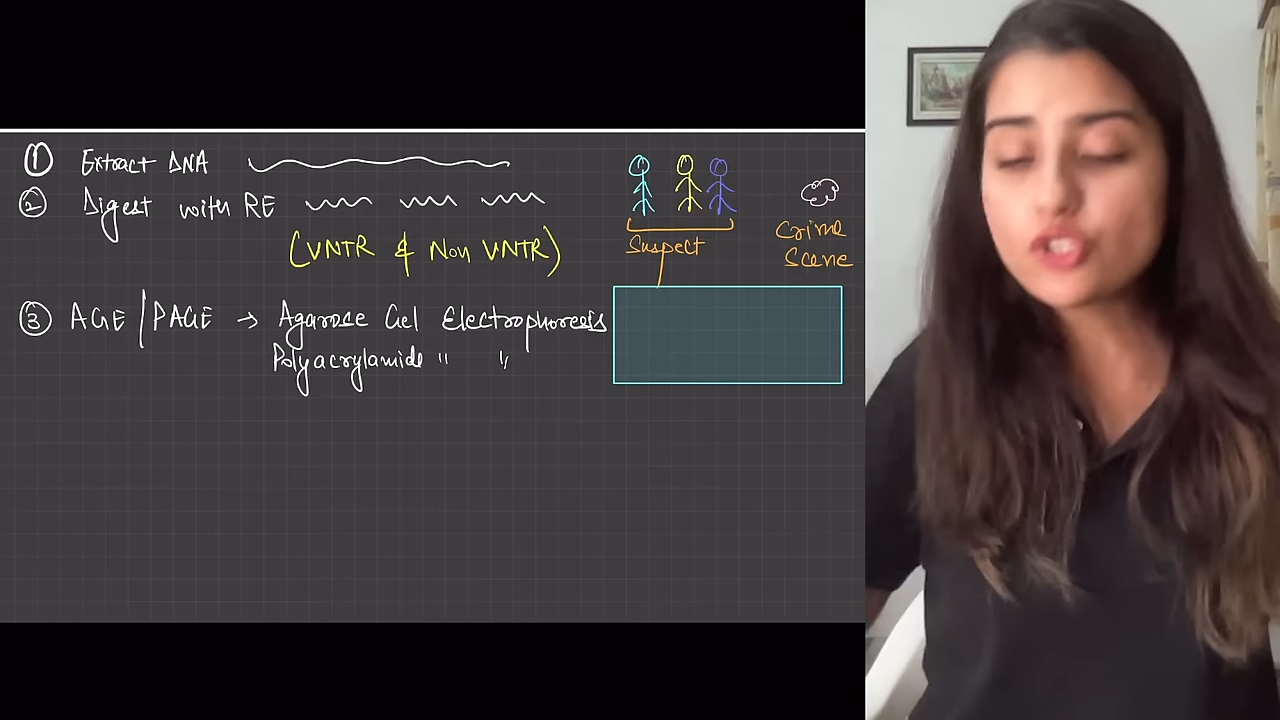 ① Extract DNA
② Digest with RE
(VNTR & Non VNTR)
③ AGE/PAGE → Agarose Gel Electrophoresis
Polyacrylamide " "
Suspect
Crime
Scene